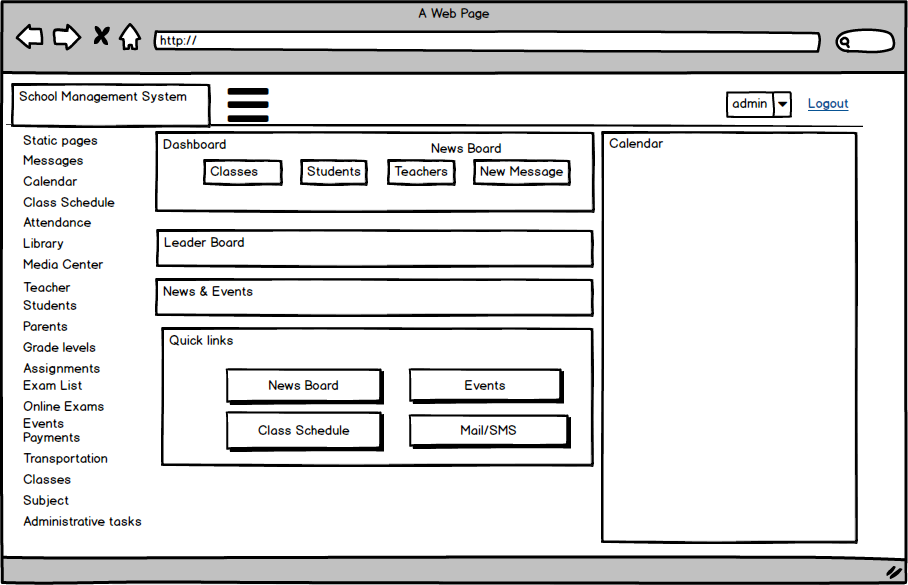 A Web Page
http://
School Management System
admin
Logout
Static pages
Messages
Calendar
Class Schedule
Attendance
Library
Media Center
Teacher
Students
Parents
Grade levels
Assignments
Exam List
Online Exams
Events
Payments
Transportation
Classes
Subject
Administrative tasks
Dashboard
News Board
Classes
Students
Teachers
New Message
Leader Board
News & Events
Quick links
News Board
Events
Class Schedule
Mail/SMS
Calendar